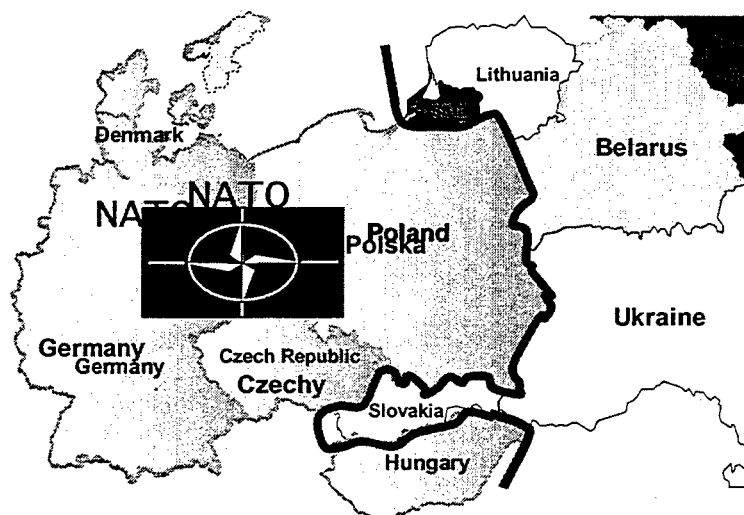 Lithuania
Denmark
Belarus
NATO
NATO
Poland
Polska
Ukraine
Germany
Germany
Czech Republic
Czechy
Slovakia
Hungary